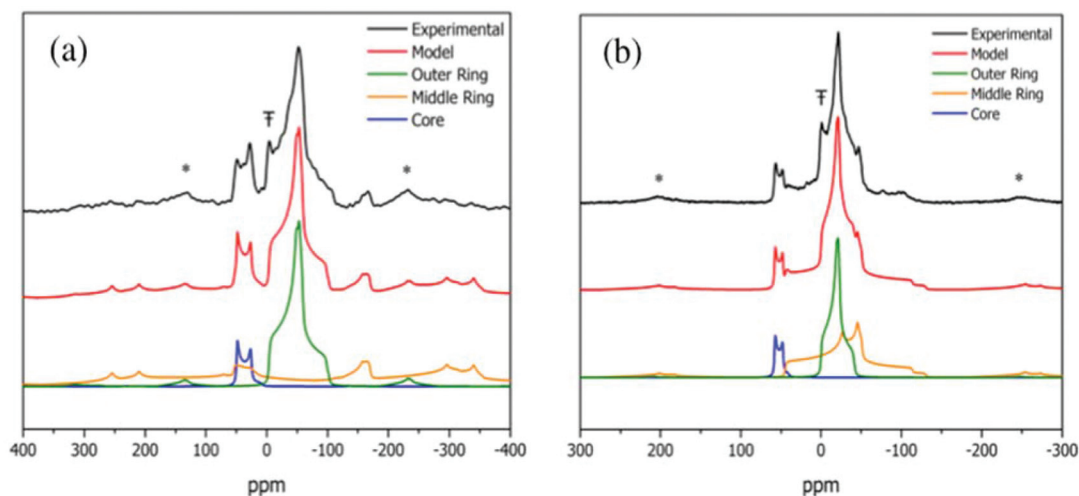 (a)
Experimental
Model
Outer Ring
Middle Ring
Core
Ŧ
*
*
400 300 200 100 0 -100 -200 -300 -400
ppm
(b)
Experimental
Model
Outer Ring
Middle Ring
Core
Ŧ
*
*
300 200 100 0 -100 -200 -300
ppm